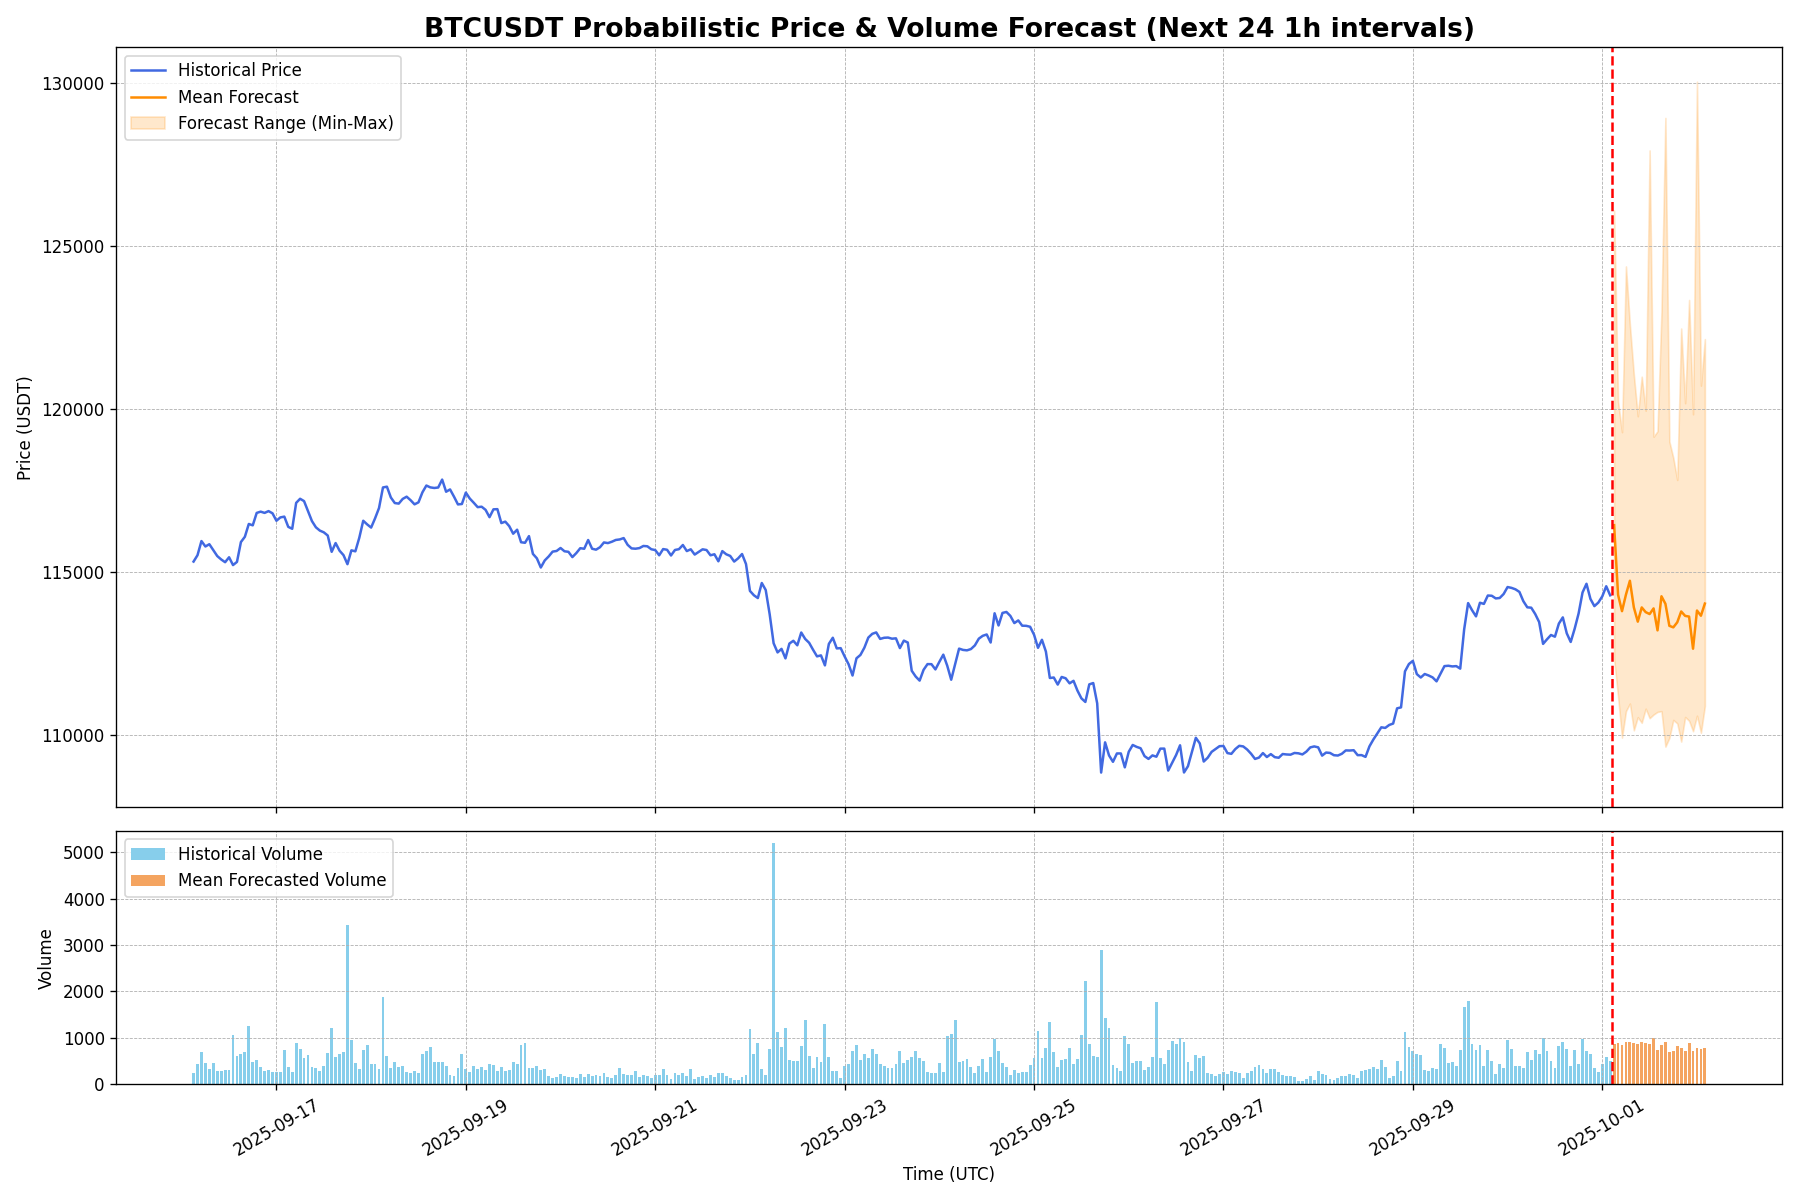 BTCUSDT Probabilistic Price & Volume Forecast (Next 24 1h intervals)
Historical Price
Mean Forecast
Forecast Range (Min-Max)
130000
125000
120000
115000
110000
Price (USDT)
Historical Volume
Mean Forecasted Volume
5000
4000
3000
2000
1000
0
Volume
2025-09-17
2025-09-19
2025-09-21
2025-09-23
2025-09-25
2025-09-27
2025-09-29
2025-10-01
Time (UTC)